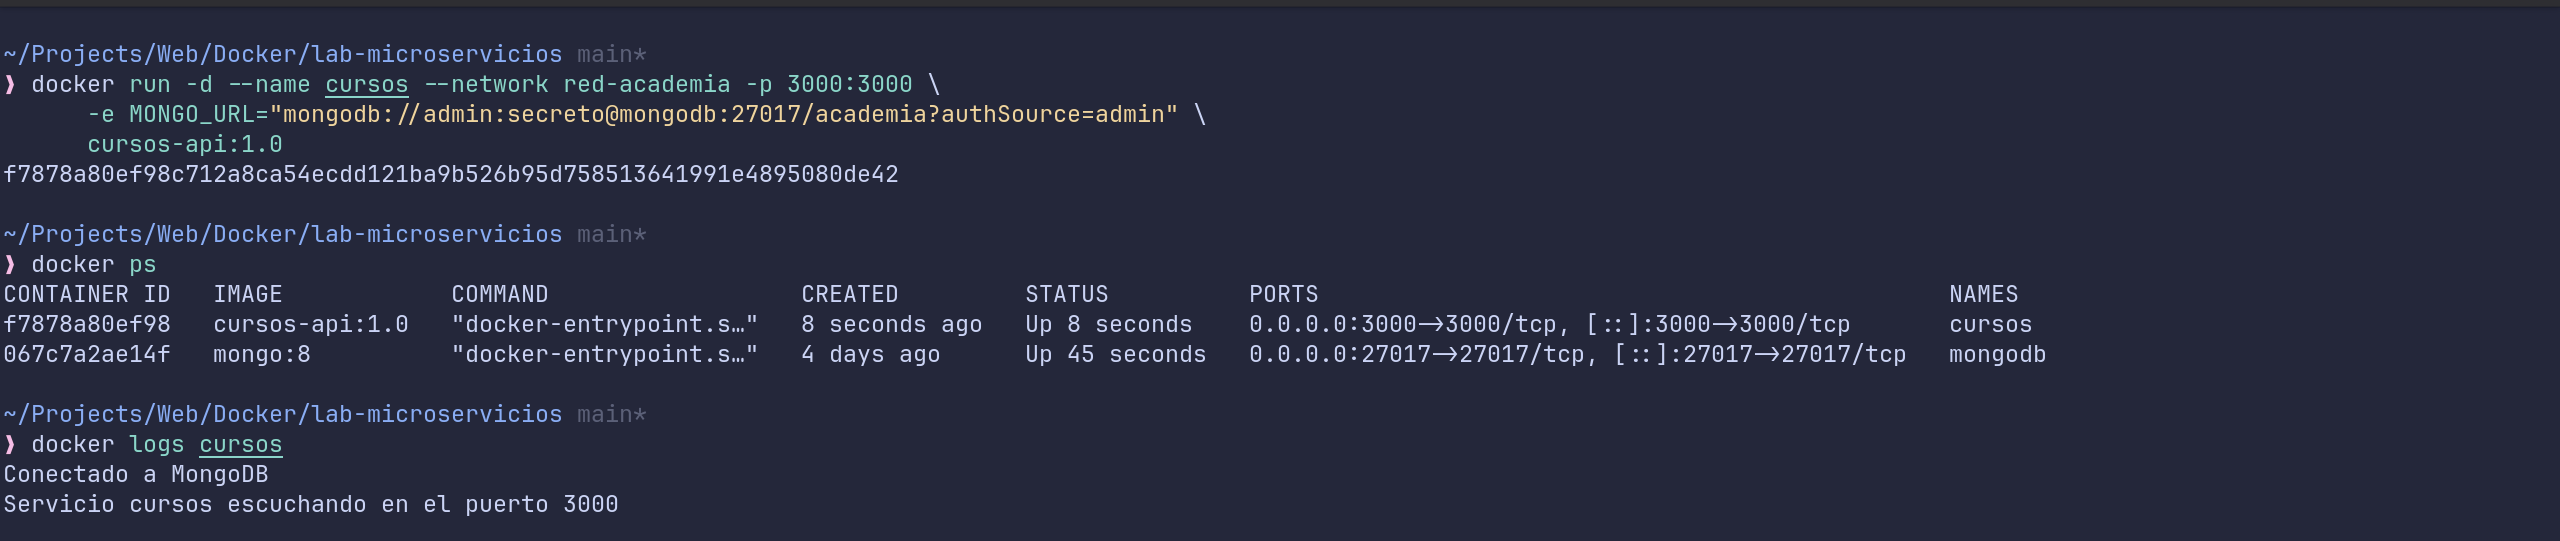 ~/Projects/Web/Docker/lab-microservicios main*
❱ docker run -d --name cursos --network red-academia -p 3000:3000 \
      -e MONGO_URL="mongodb://admin:secreto@mongodb:27017/academia?authSource=admin" \
      cursos-api:1.0
f7878a80ef98c712a8ca54ecdd121ba9b526b95d758513641991e4895080de42
~/Projects/Web/Docker/lab-microservicios main*
❱ docker ps
CONTAINER ID   IMAGE            COMMAND                  CREATED         STATUS          PORTS                                             NAMES
f7878a80ef98   cursos-api:1.0   "docker-entrypoint.s…"   8 seconds ago   Up 8 seconds    0.0.0.0:3000->3000/tcp, [::]:3000->3000/tcp       cursos
067c7a2ae14f   mongo:8          "docker-entrypoint.s…"   4 days ago      Up 45 seconds   0.0.0.0:27017->27017/tcp, [::]:27017->27017/tcp   mongodb
~/Projects/Web/Docker/lab-microservicios main*
❱ docker logs cursos
Conectado a MongoDB
Servicio cursos escuchando en el puerto 3000